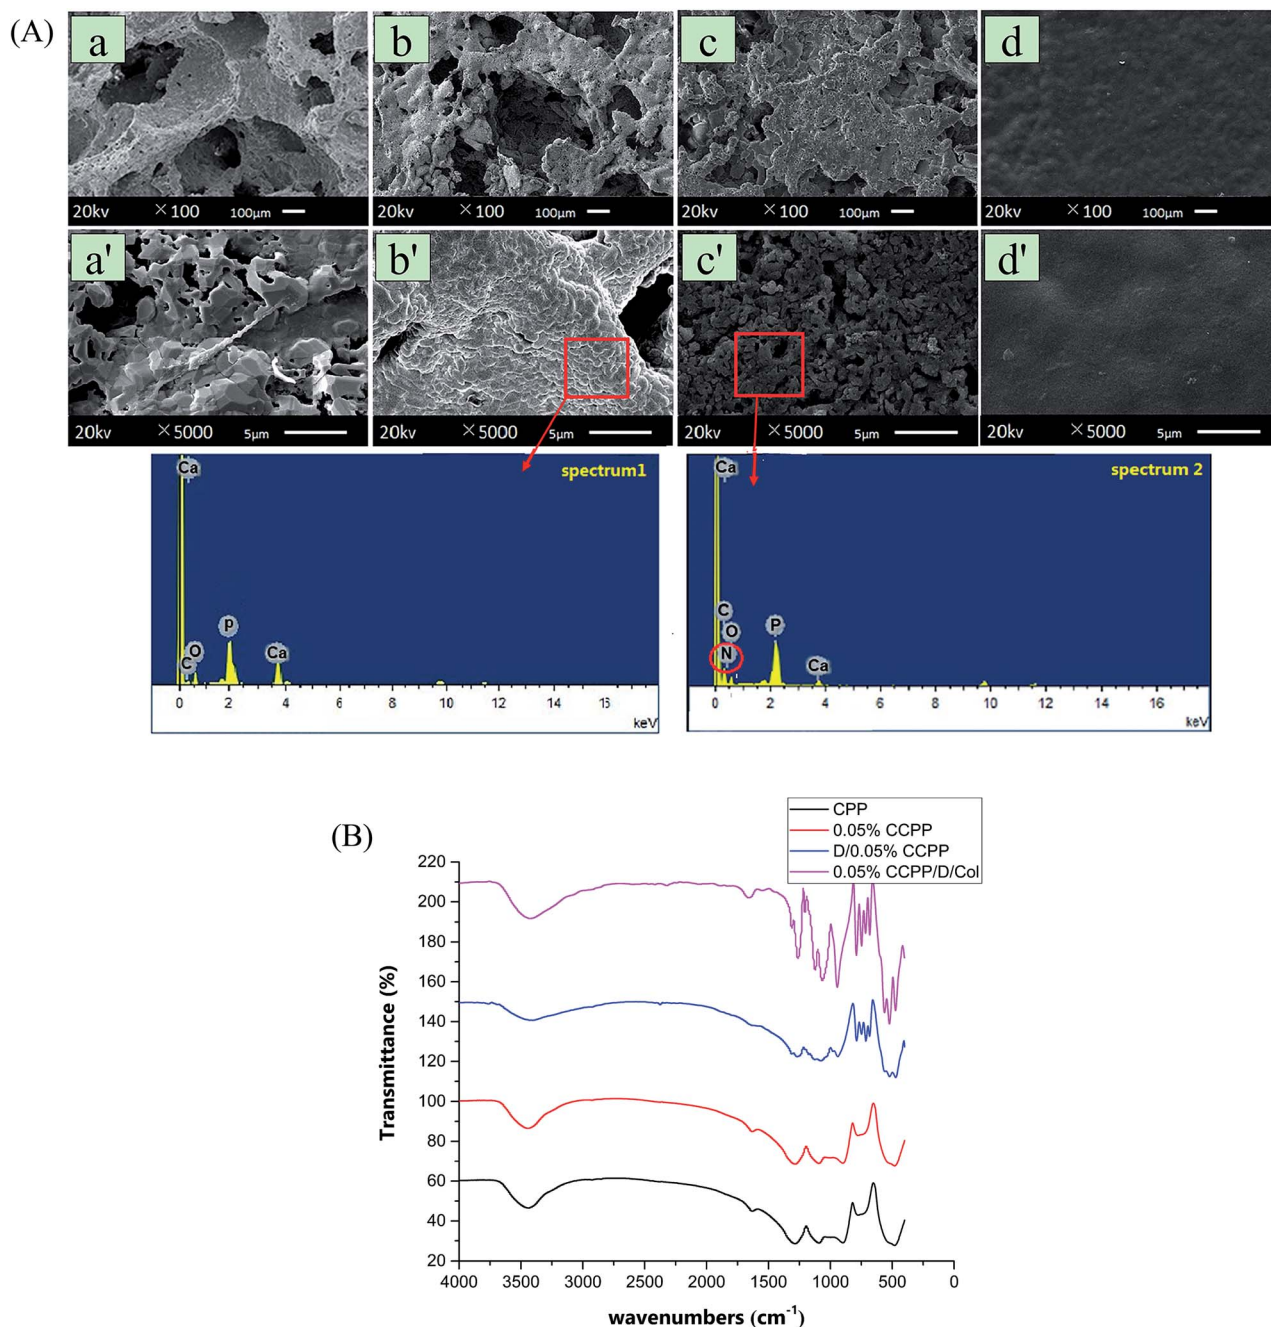 (A)
a
b
c
d
20kv ×100 100μm
20kv ×100 100μm
20kv ×100 100μm
20kv ×100 100μm
a'
b'
c'
d'
20kv ×5000 5μm
20kv ×5000 5μm
20kv ×5000 5μm
20kv ×5000 5μm
Ca
spectrum1
p
O
C
Ca
0 2 4 6 8 10 12 14
keV
Ca
spectrum 2
C
O
N
P
Ca
0 2 4 6 8 10 12 14 16
keV
(B)
CPP
0.05% CCPP
D/0.05% CCPP
0.05% CCPP/D/Col
220
200
180
160
140
120
100
80
60
40
20
Transmittance (%)
4000 3500 3000 2500 2000 1500 1000 500 0
wavenumbers (cm⁻¹)